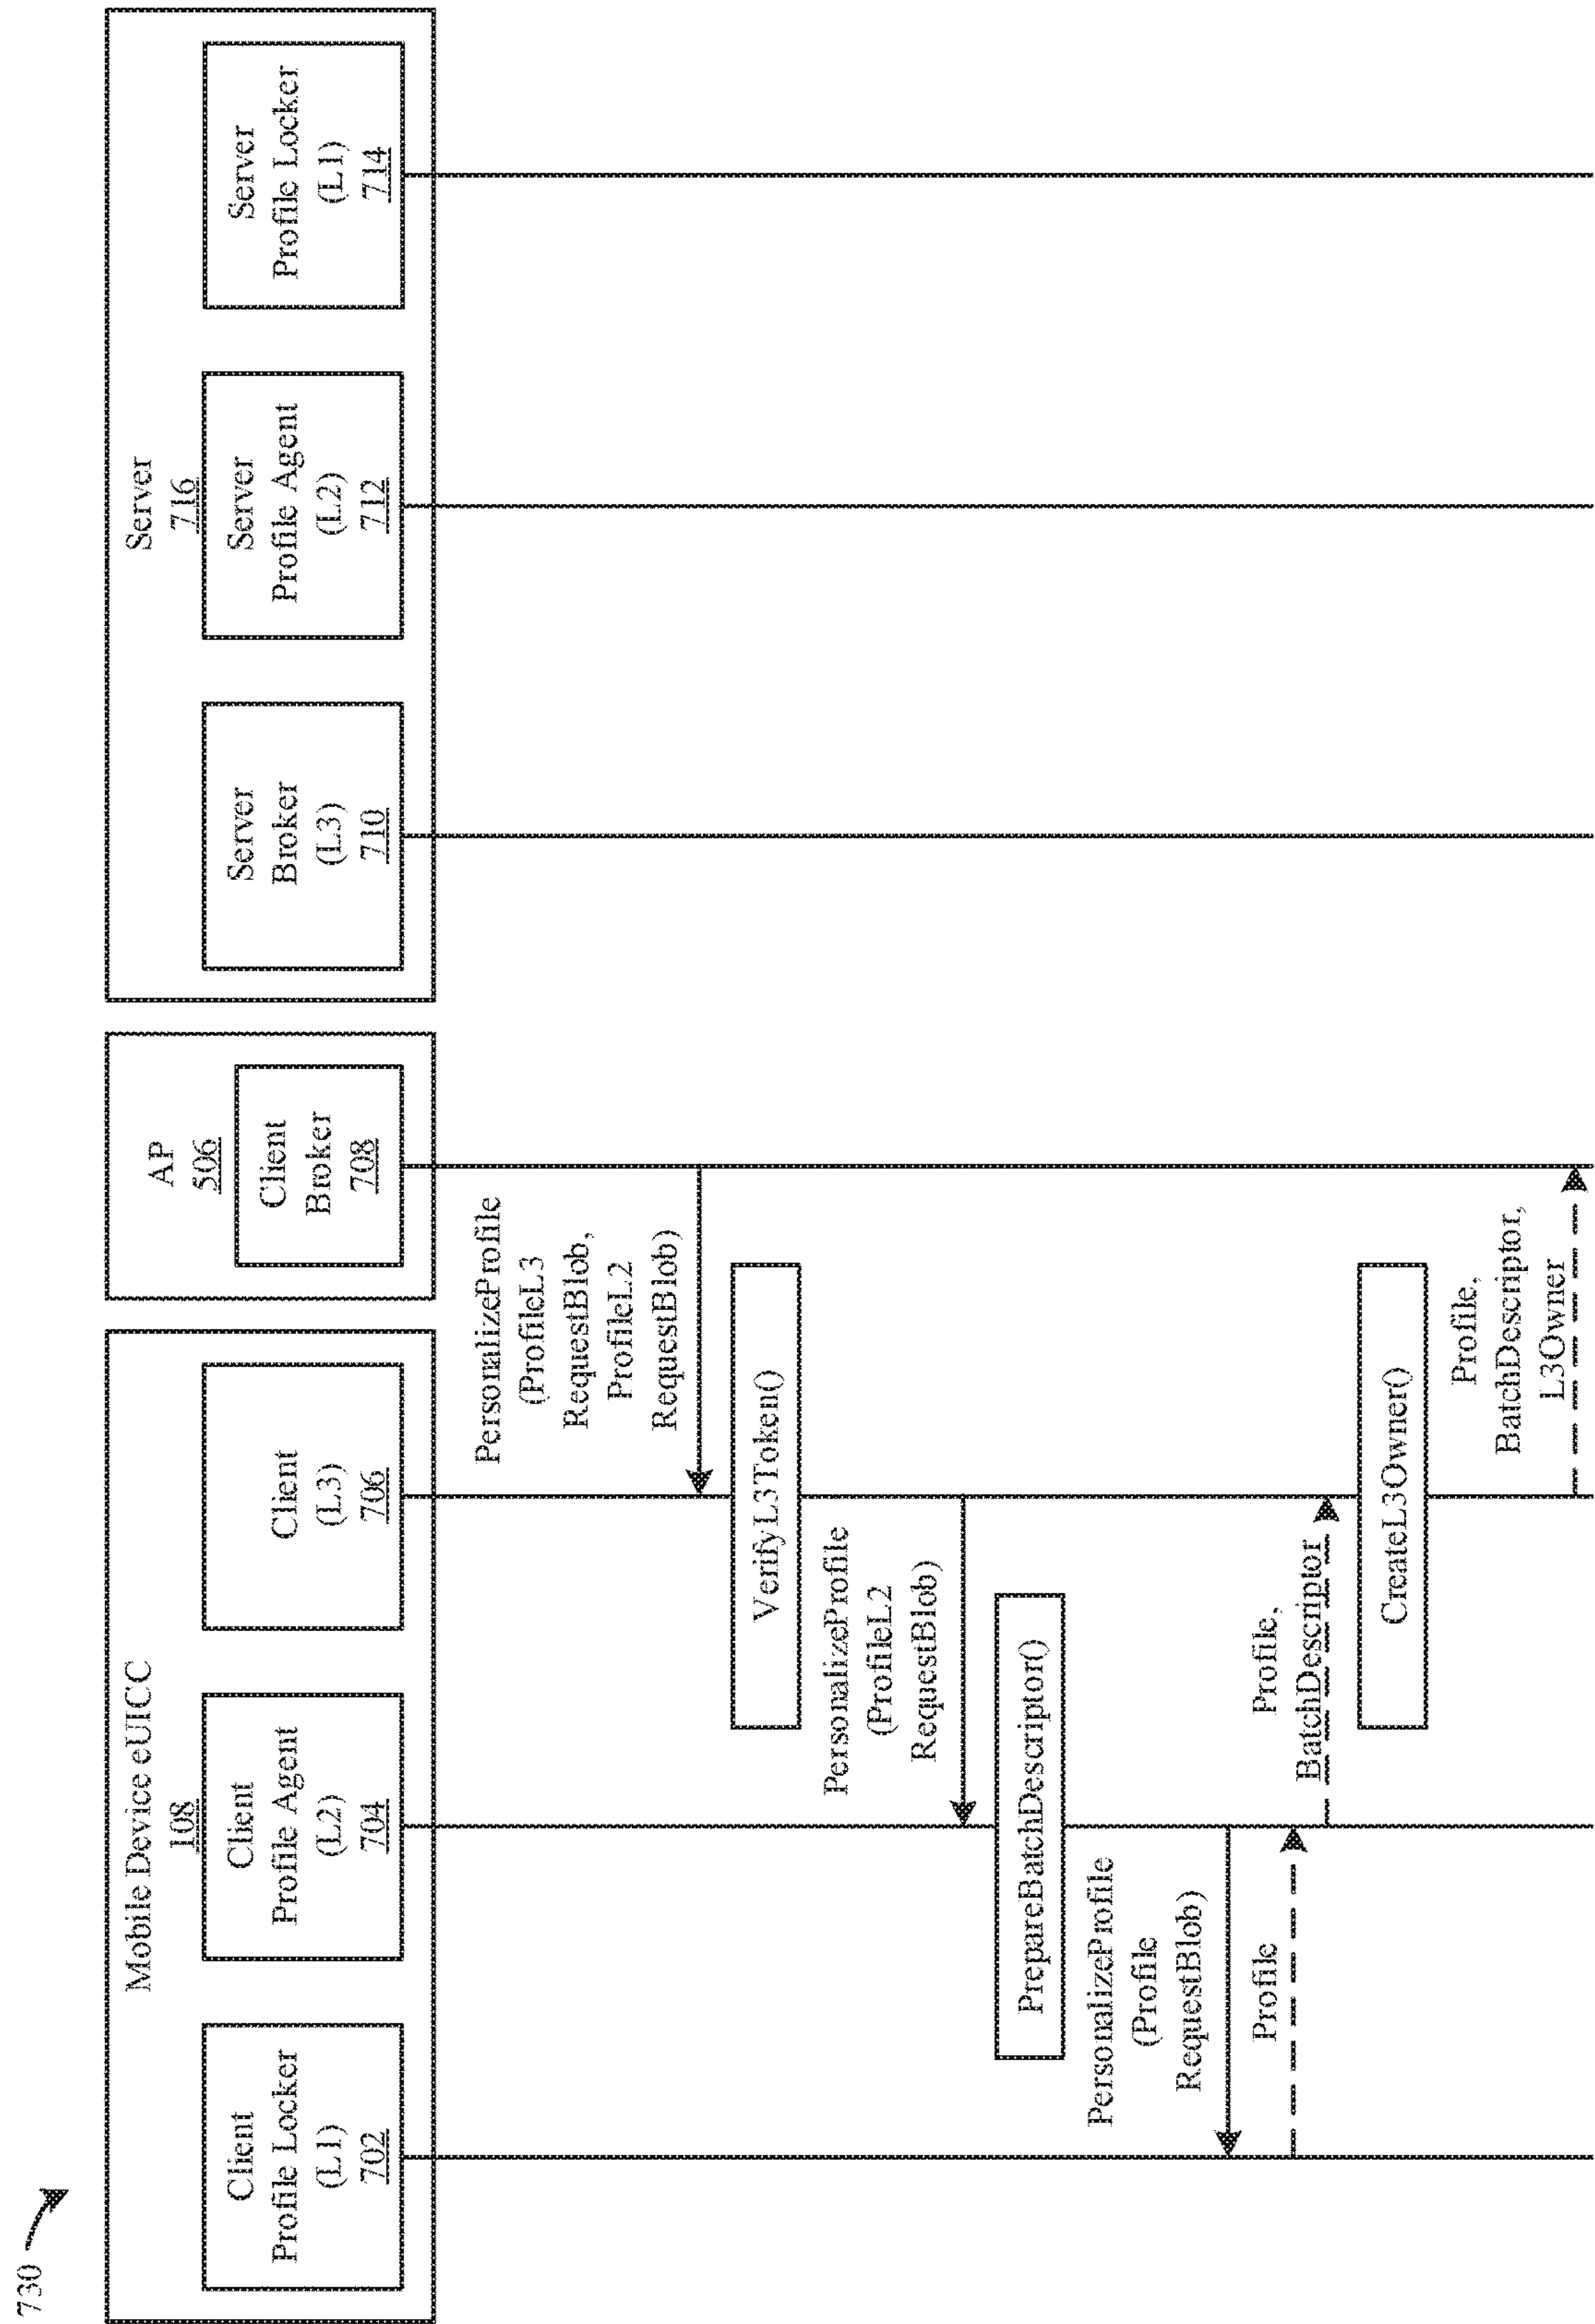 730
Mobile Device eUICC
108
Client
Profile Locker
(L1)
702
Client
Profile Agent
(L2)
704
Client
(L3)
706
AP
506
Client
Broker
708
Server
716
Server
Broker
(L3)
710
Server
Profile Agent
(L2)
712
Server
Profile Locker
(L1)
714
PersonalizeProfile
(ProfileL3
RequestBlob,
ProfileL2
RequestBlob)
VerifyL3Token()
PersonalizeProfile
(ProfileL2
RequestBlob)
PrepareBatchDescriptor()
PersonalizeProfile
(Profile
RequestBlob)
Profile
Profile,
BatchDescriptor
CreateL3Owner()
Profile,
BatchDescriptor,
L3Owner